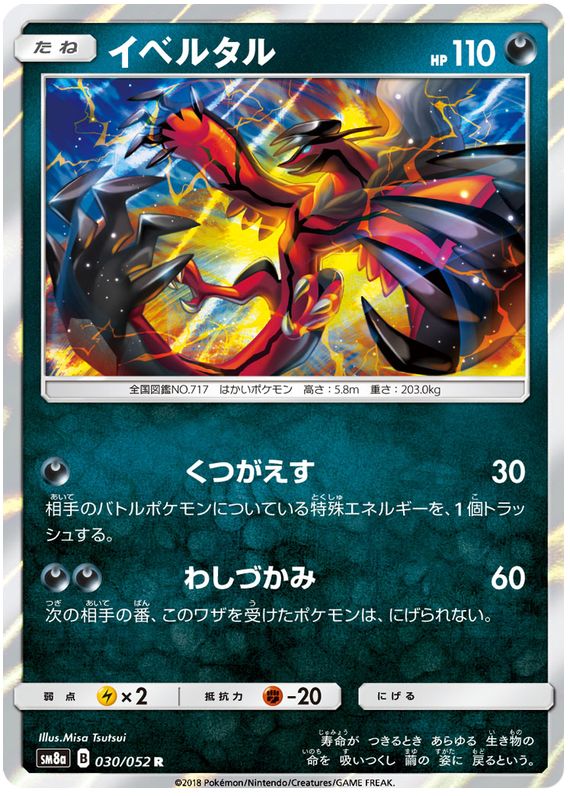 たね イベルタル HP 110
全国図鑑NO.717 はかいポケモン 高さ：5.8m 重さ：203.0kg
くつがえす 30
相手のバトルポケモンについている特殊エネルギーを、1個トラッ
シュする。
わしづかみ 60
次の相手の番、このワザを受けたポケモンは、にげられない。
弱点 ×2 抵抗力 -20 にげる
Illus.Misa Tsutsui
寿命が つきるとき あらゆる 生き物の
命を 吸いつくし 繭の 姿に 戻るという。
SM8a B 030/052 R
©2018 Pokémon/Nintendo/Creatures/GAME FREAK.